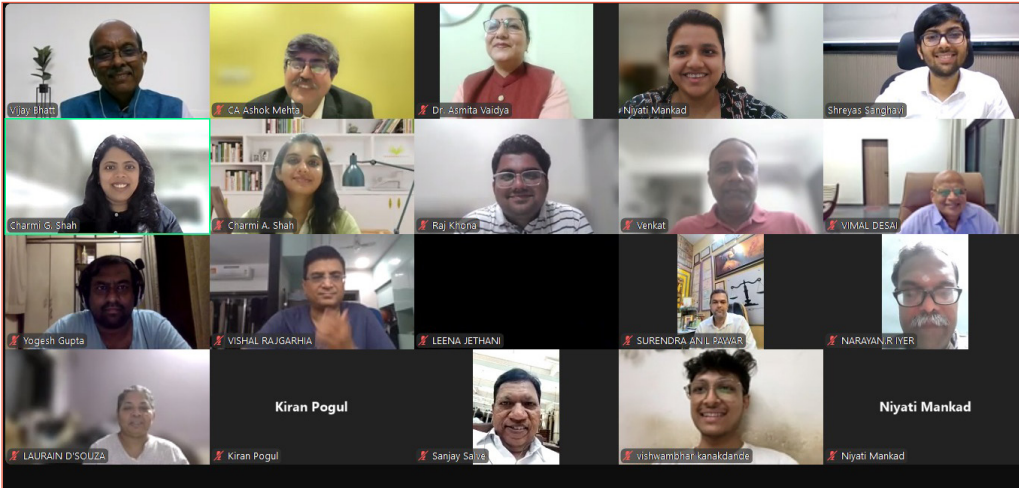 Vijay Bhatt
CA Ashok Mehta
Dr. Asmita Vaidya
Niyati Mankad
Shreyas Sanghavi
Charmi G. Shah
Charmi A. Shah
Raj Khona
Venkat
VIMAL DESAI
Yogesh Gupta
VISHAL RAJGARHIA
LEENA JETHANI
SURENDRA ANIL PAWAR
NARAYAN.R IYER
LAURAIN D'SOUZA
Kiran Pogul
Kiran Pogul
Sanjay Salve
vishwambhar kanakdande
Niyati Mankad
Niyati Mankad